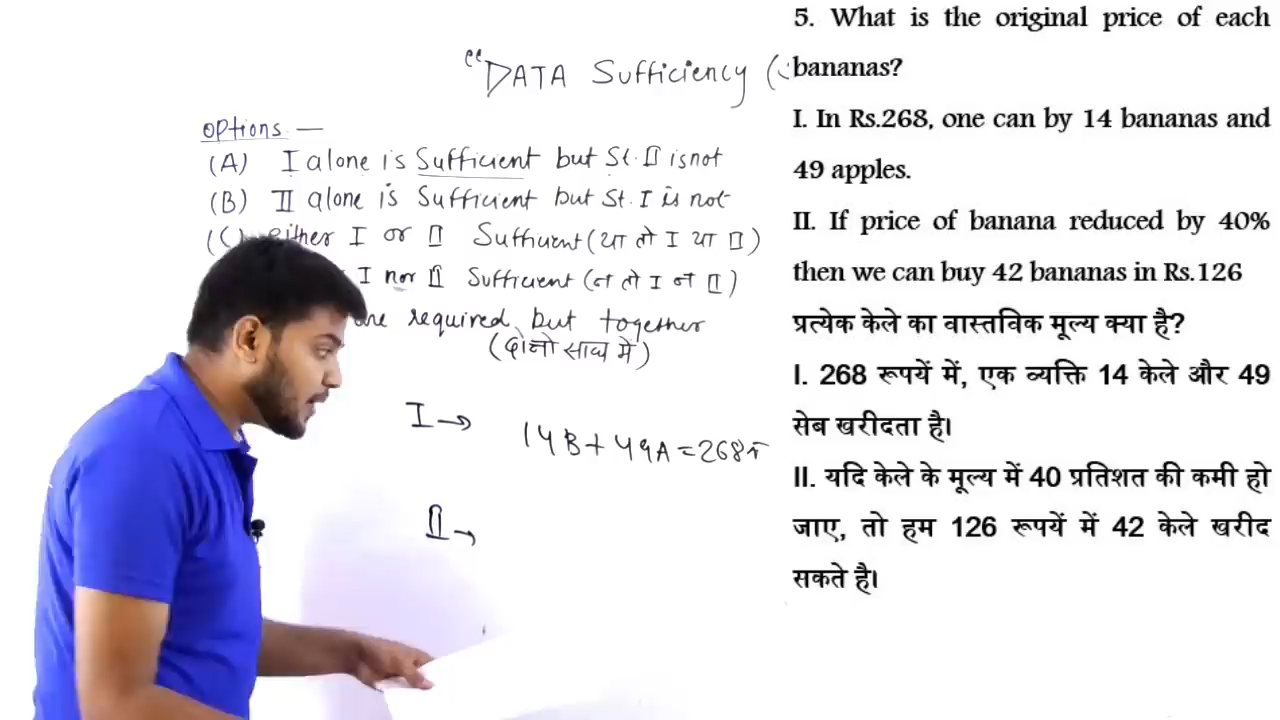 “DATA Sufficiency (
options —
(A) I alone is Sufficient but St. II is not
(B) II alone is Sufficient but St. I is not
(C) either I or II Sufficient (या तो I या II)
I nor II Sufficient (न तो I न II)
are required but together
(दोनो साथ में)
I →
14B + 49A = 268
II →
5. What is the original price of each
bananas?
I. In Rs.268, one can by 14 bananas and
49 apples.
II. If price of banana reduced by 40%
then we can buy 42 bananas in Rs.126
प्रत्येक केले का वास्तविक मूल्य क्या है?
I. 268 रूपयें में, एक व्यक्ति 14 केले और 49
सेब खरीदता है।
II. यदि केले के मूल्य में 40 प्रतिशत की कमी हो
जाए, तो हम 126 रूपयें में 42 केले खरीद
सकते है।